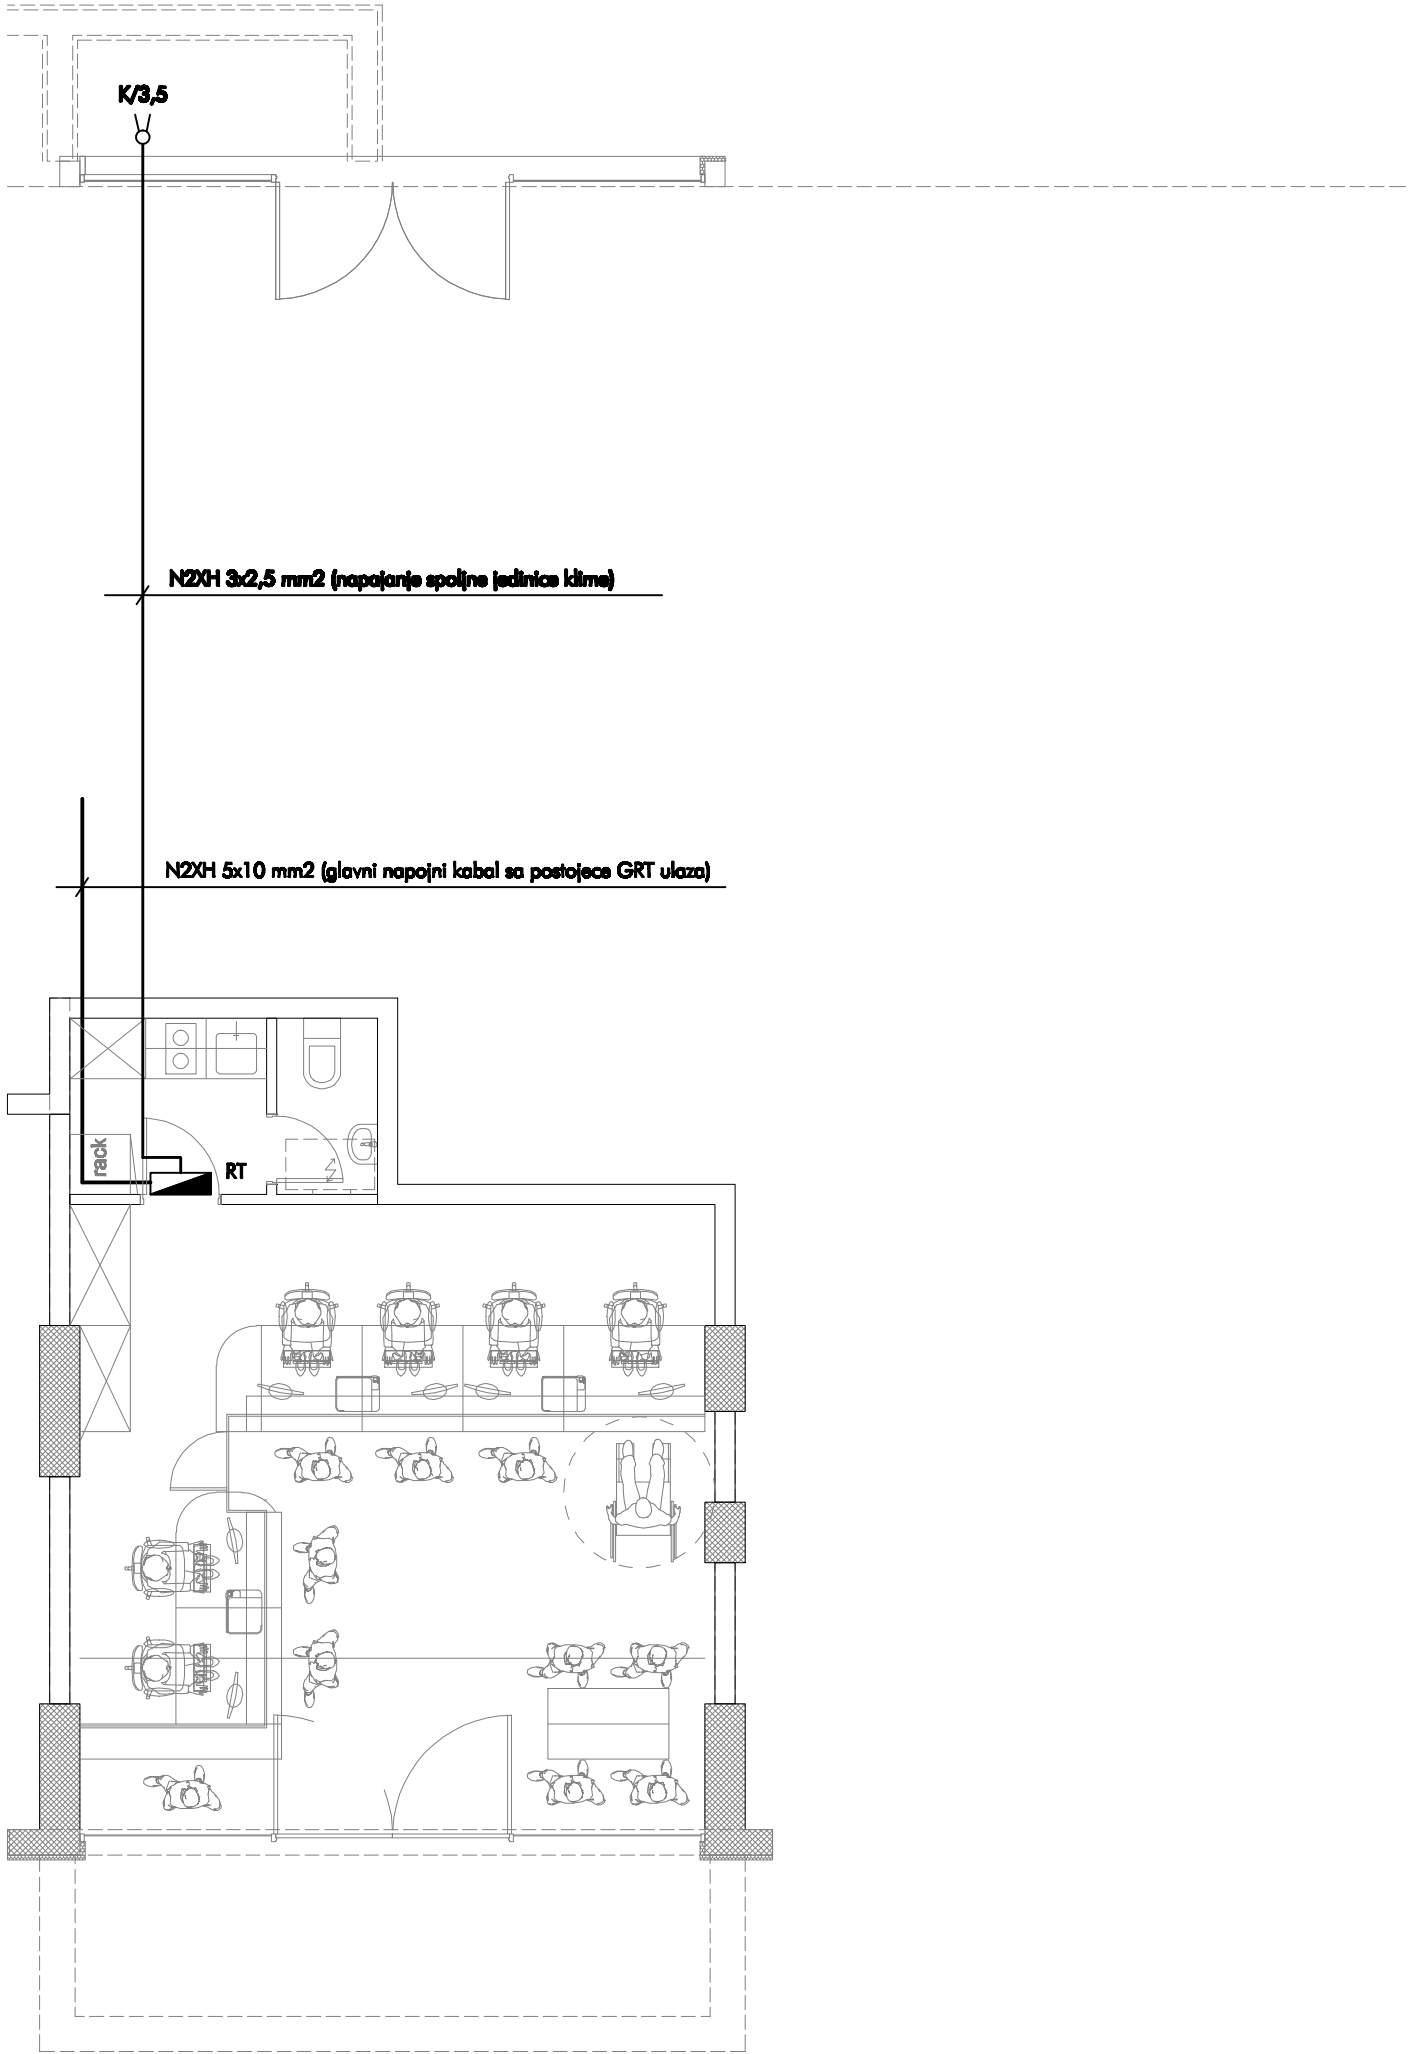 K/3,5
N2XH 3x2,5 mm2 (napajanje spoljne jedinice klime)
N2XH 5x10 mm2 (glavni napojni kabal sa postojece GRT ulaza)
rack
RT